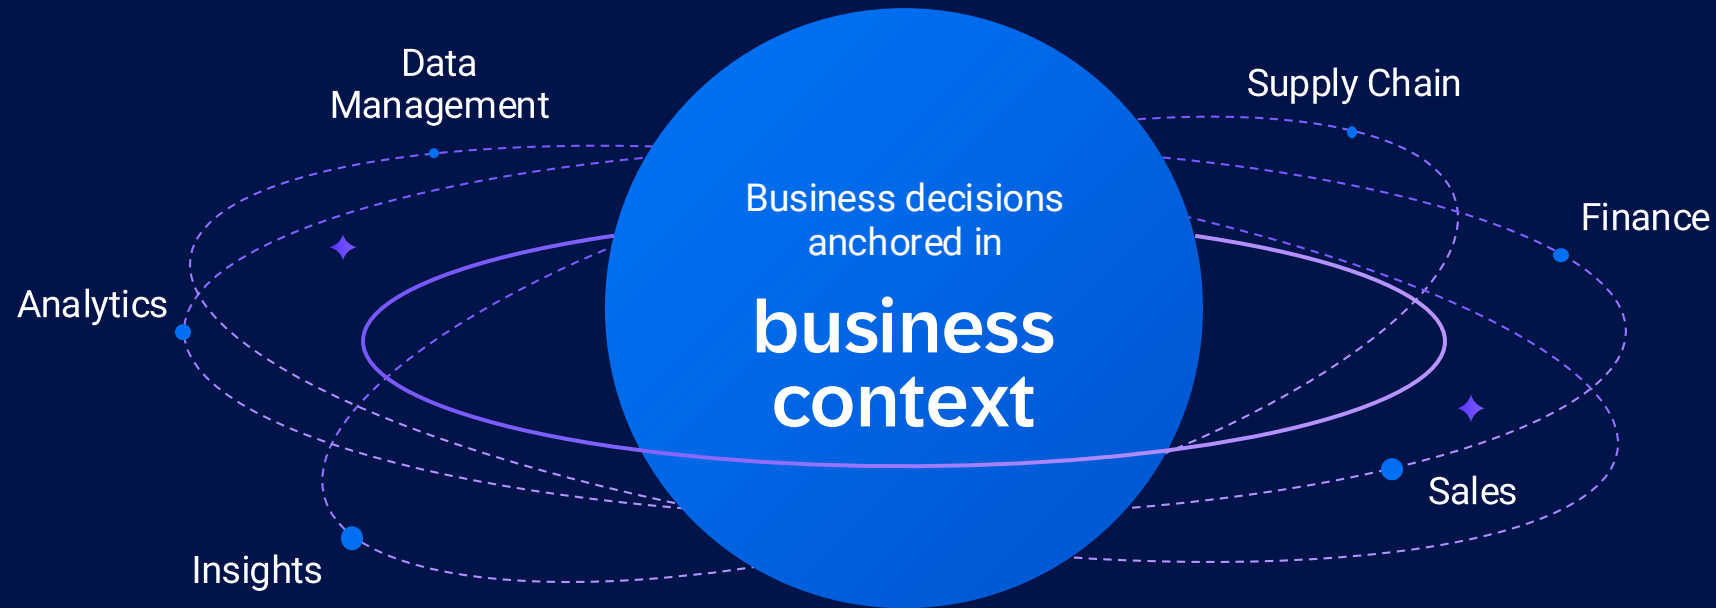 Data
Management
Supply Chain
Business decisions
anchored in
Finance
Analytics
business
context
Sales
Insights